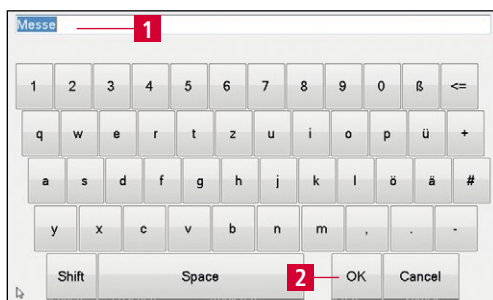 Messe
1
1 2 3 4 5 6 7 8 9 0 ß <=
q w e r t z u i o p ü +
a s d f g h j k l ö ä #
y x c v b n m , . -
Shift Space 2 OK Cancel